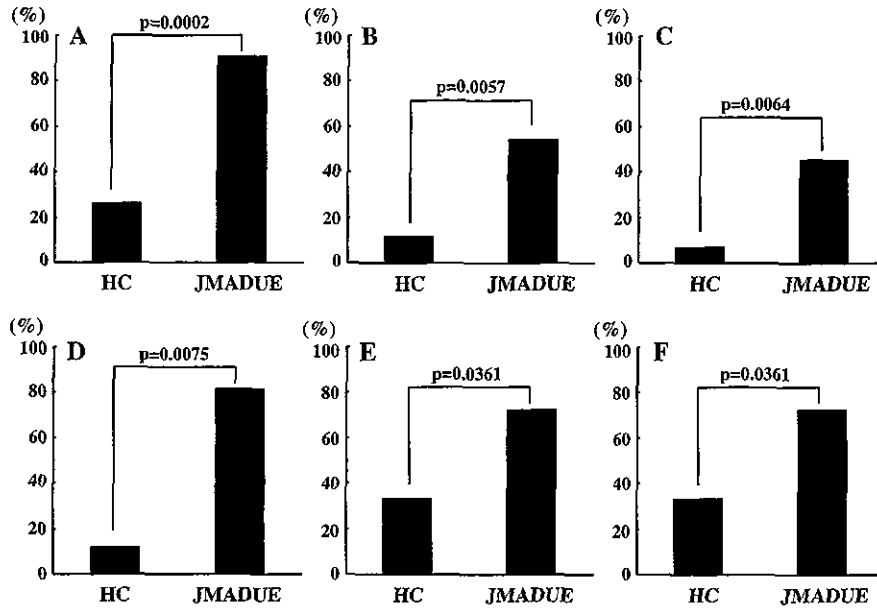 (%) (%) (%)
A B C
p=0.0002
p=0.0057
p=0.0064
100 100 100
80 80 80
60 60 60
40 40 40
20 20 20
0 0 0
HC JMADUE HC JMADUE HC JMADUE
(%) (%) (%)
D E F
p=0.0075
p=0.0361
p=0.0361
100 100 100
80 80 80
60 60 60
40 40 40
20 20 20
0 0 0
HC JMADUE HC JMADUE HC JMADUE